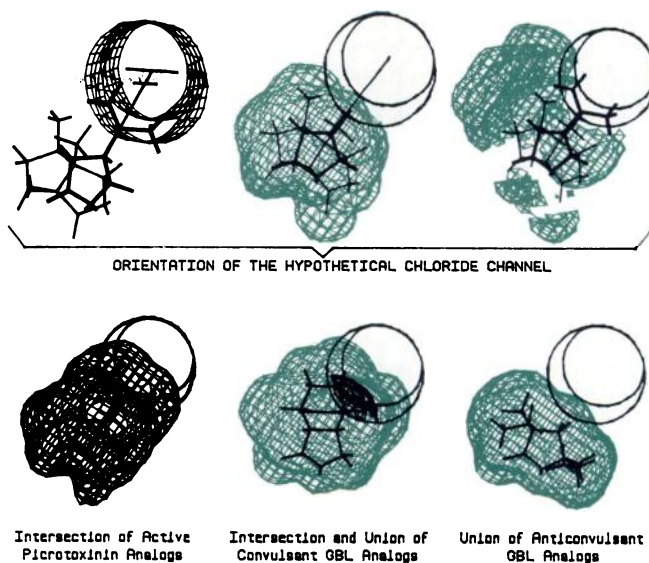 ORIENTATION OF THE HYPOTHETICAL CHLORIDE CHANNEL
Intersection of Active
Picrotoxinin Analogs
Intersection and Union of
Convulsant GBL Analogs
Union of Anticonvulsant
GBL Analogs